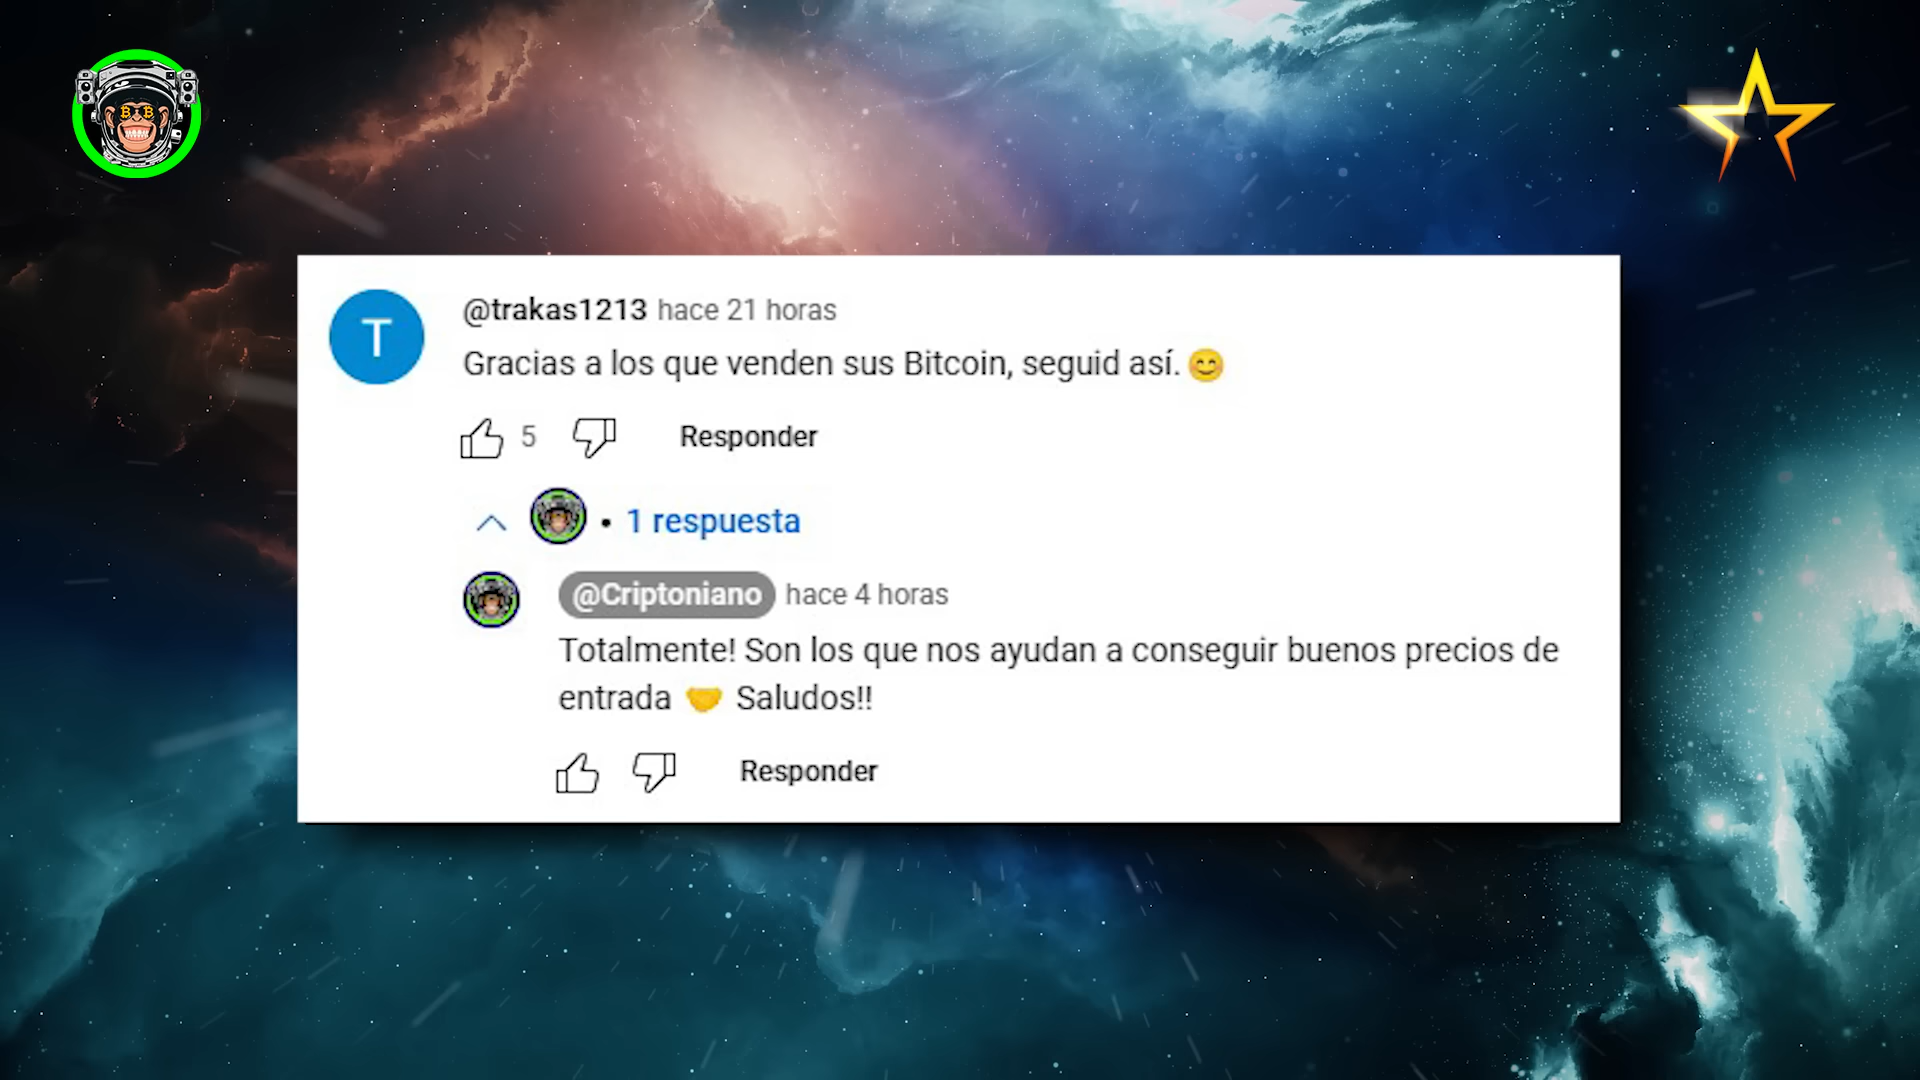 @trakas1213 hace 21 horas
Gracias a los que venden sus Bitcoin, seguid así. 😊
5 Responder
• 1 respuesta
@Criptoniano hace 4 horas
Totalmente! Son los que nos ayudan a conseguir buenos precios de
entrada 🤝 Saludos!!
Responder